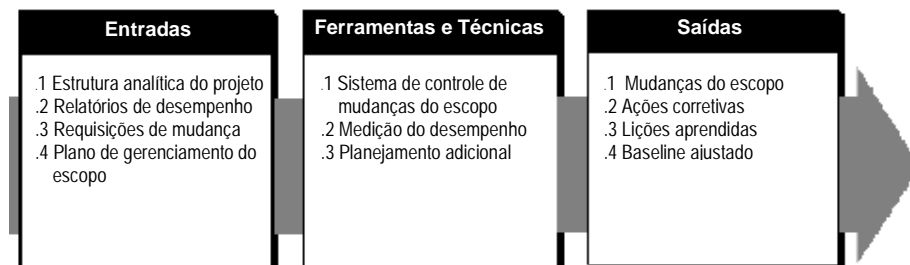 Entradas
.1 Estrutura analítica do projeto
.2 Relatórios de desempenho
.3 Requisições de mudança
.4 Plano de gerenciamento do
escopo
Ferramentas e Técnicas
.1 Sistema de controle de
mudanças do escopo
.2 Medição do desempenho
.3 Planejamento adicional
Saídas
.1 Mudanças do escopo
.2 Ações corretivas
.3 Lições aprendidas
.4 Baseline ajustado